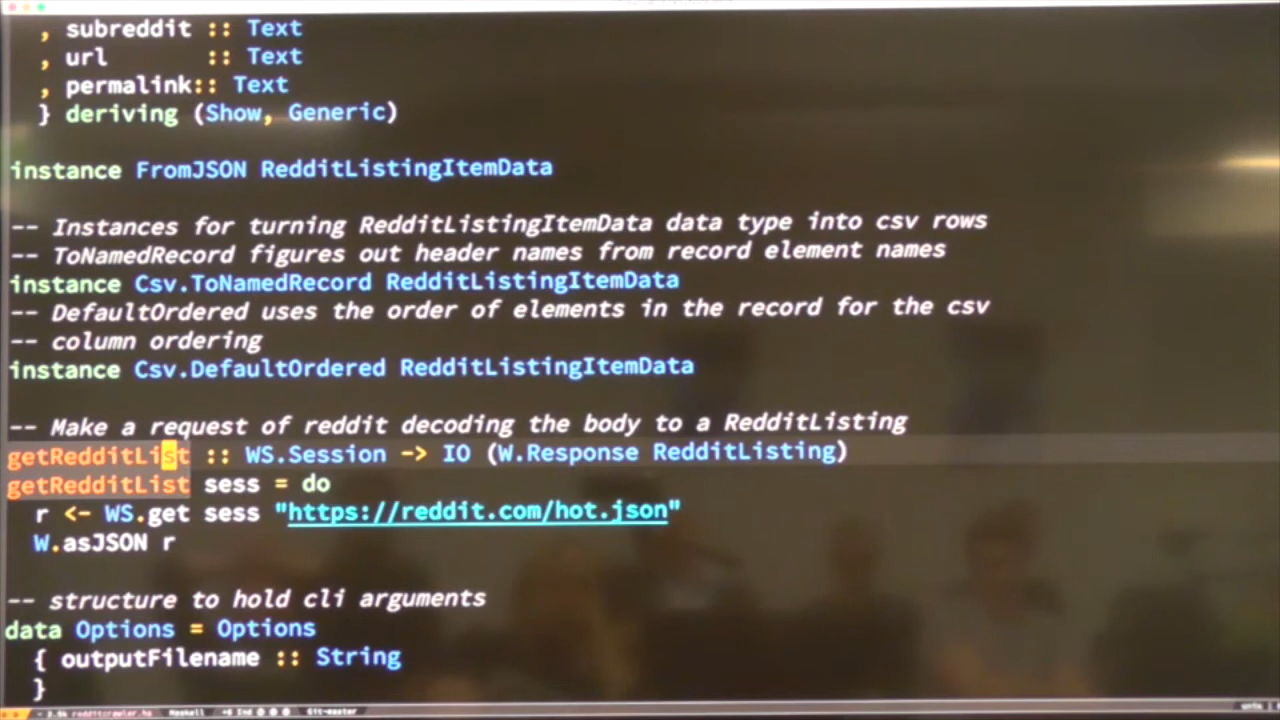 , subreddit :: Text
, url       :: Text
, permalink:: Text
} deriving (Show, Generic)
instance FromJSON RedditListingItemData
-- Instances for turning RedditListingItemData data type into csv rows
-- ToNamedRecord figures out header names from record element names
instance Csv.ToNamedRecord RedditListingItemData
-- DefaultOrdered uses the order of elements in the record for the csv
-- column ordering
instance Csv.DefaultOrdered RedditListingItemData
-- Make a request of reddit decoding the body to a RedditListing
getRedditList :: WS.Session -> IO (W.Response RedditListing)
getRedditList sess = do
r <- WS.get sess "https://reddit.com/hot.json"
W.asJSON r
-- structure to hold cli arguments
data Options = Options
{ outputFilename :: String
}
Haskell
Git-master